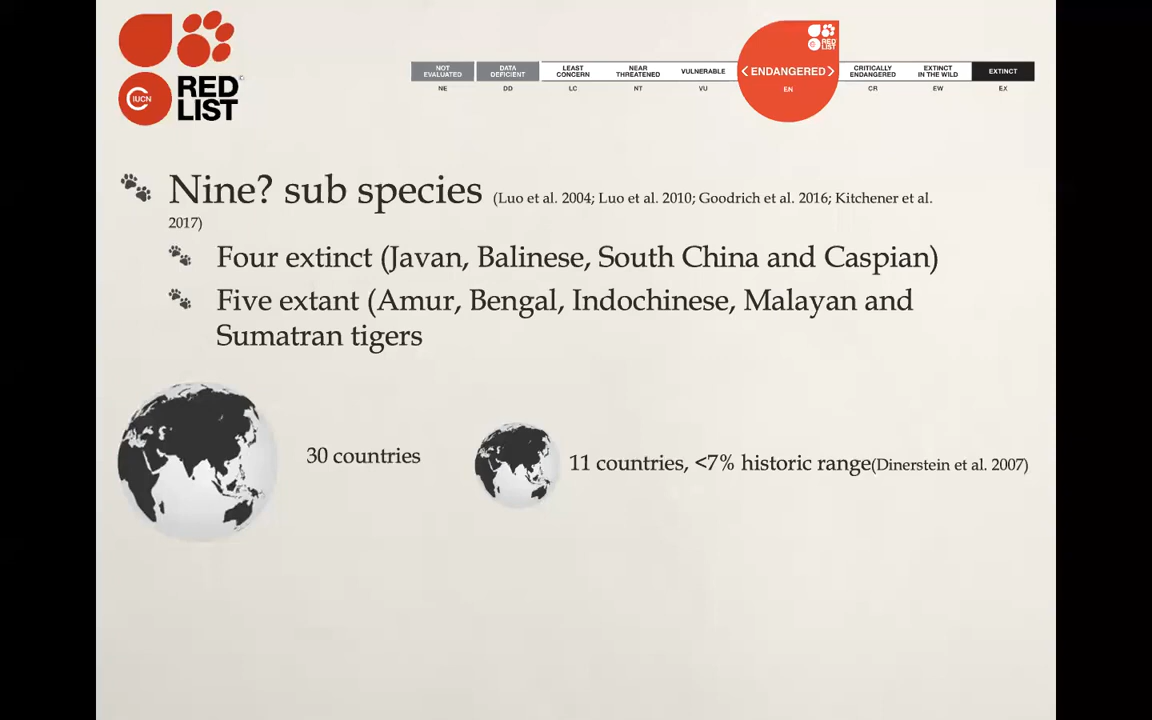 IUCN
RED
LIST
NOT EVALUATED
DATA DEFICIENT
LEAST CONCERN
NEAR THREATENED
VULNERABLE
< ENDANGERED >
CRITICALLY ENDANGERED
EXTINCT IN THE WILD
EXTINCT
RED LIST
NE DD LC NT VU EN CR EW EX
Nine? sub species (Luo et al. 2004; Luo et al. 2010; Goodrich et al. 2016; Kitchener et al.
2017)
Four extinct (Javan, Balinese, South China and Caspian)
Five extant (Amur, Bengal, Indochinese, Malayan and
Sumatran tigers
30 countries
11 countries, <7% historic range(Dinerstein et al. 2007)